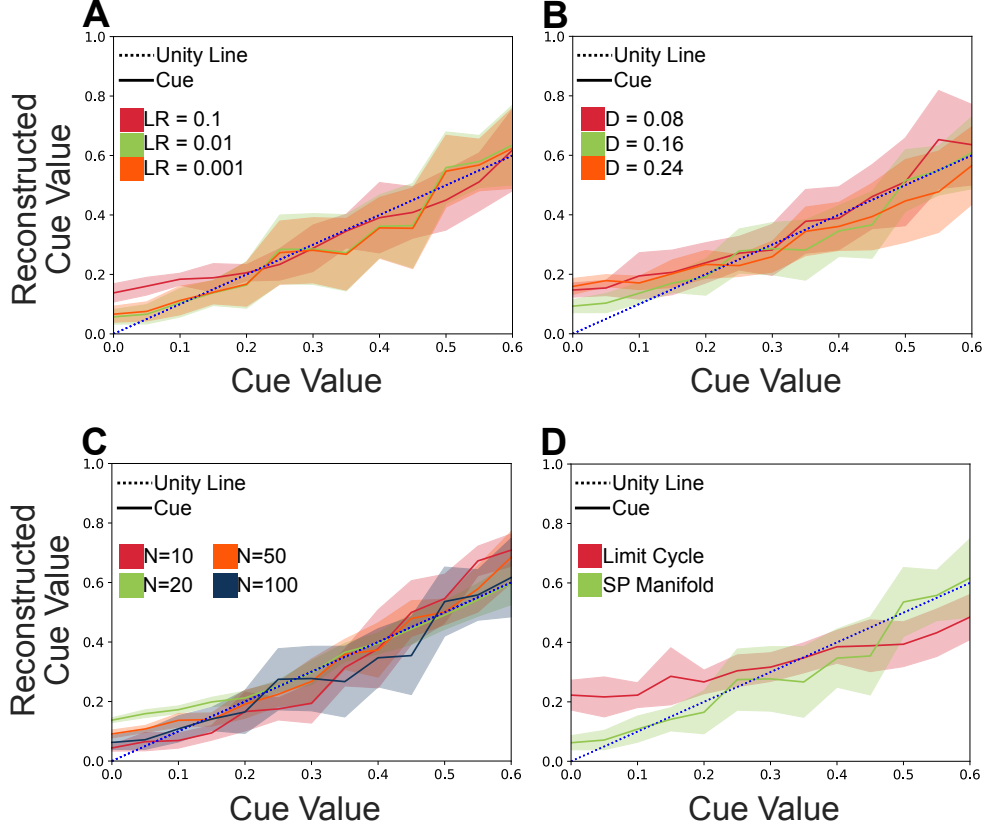 A
1.0
0.8
0.6
0.4
0.2
0.0
Unity Line
Cue
LR = 0.1
LR = 0.01
LR = 0.001
0.0 0.1 0.2 0.3 0.4 0.5 0.6
Reconstructed
Cue Value
Cue Value
B
1.0
0.8
0.6
0.4
0.2
0.0
Unity Line
Cue
D = 0.08
D = 0.16
D = 0.24
0.0 0.1 0.2 0.3 0.4 0.5 0.6
Cue Value
C
1.0
0.8
0.6
0.4
0.2
0.0
Unity Line
Cue
N=10 N=50
N=20 N=100
0.0 0.1 0.2 0.3 0.4 0.5 0.6
Reconstructed
Cue Value
Cue Value
D
1.0
0.8
0.6
0.4
0.2
0.0
Unity Line
Cue
Limit Cycle
SP Manifold
0.0 0.1 0.2 0.3 0.4 0.5 0.6
Cue Value